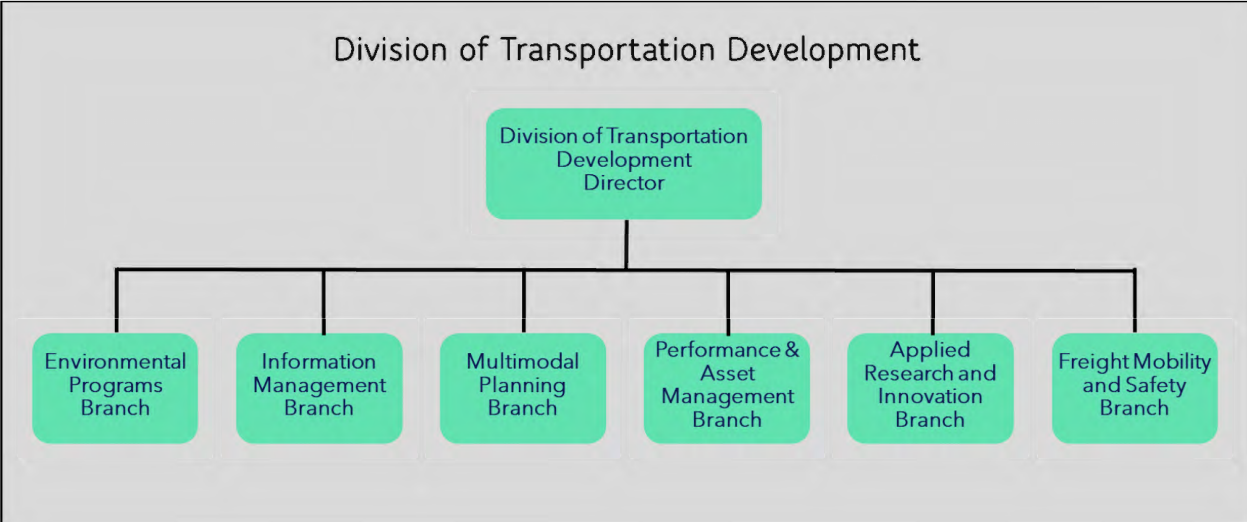 Division of Transportation Development
Division of Transportation
Development
Director
Environmental
Programs
Branch
Information
Management
Branch
Multimodal
Planning
Branch
Performance &
Asset
Management
Branch
Applied
Research and
Innovation
Branch
Freight Mobility
and Safety
Branch